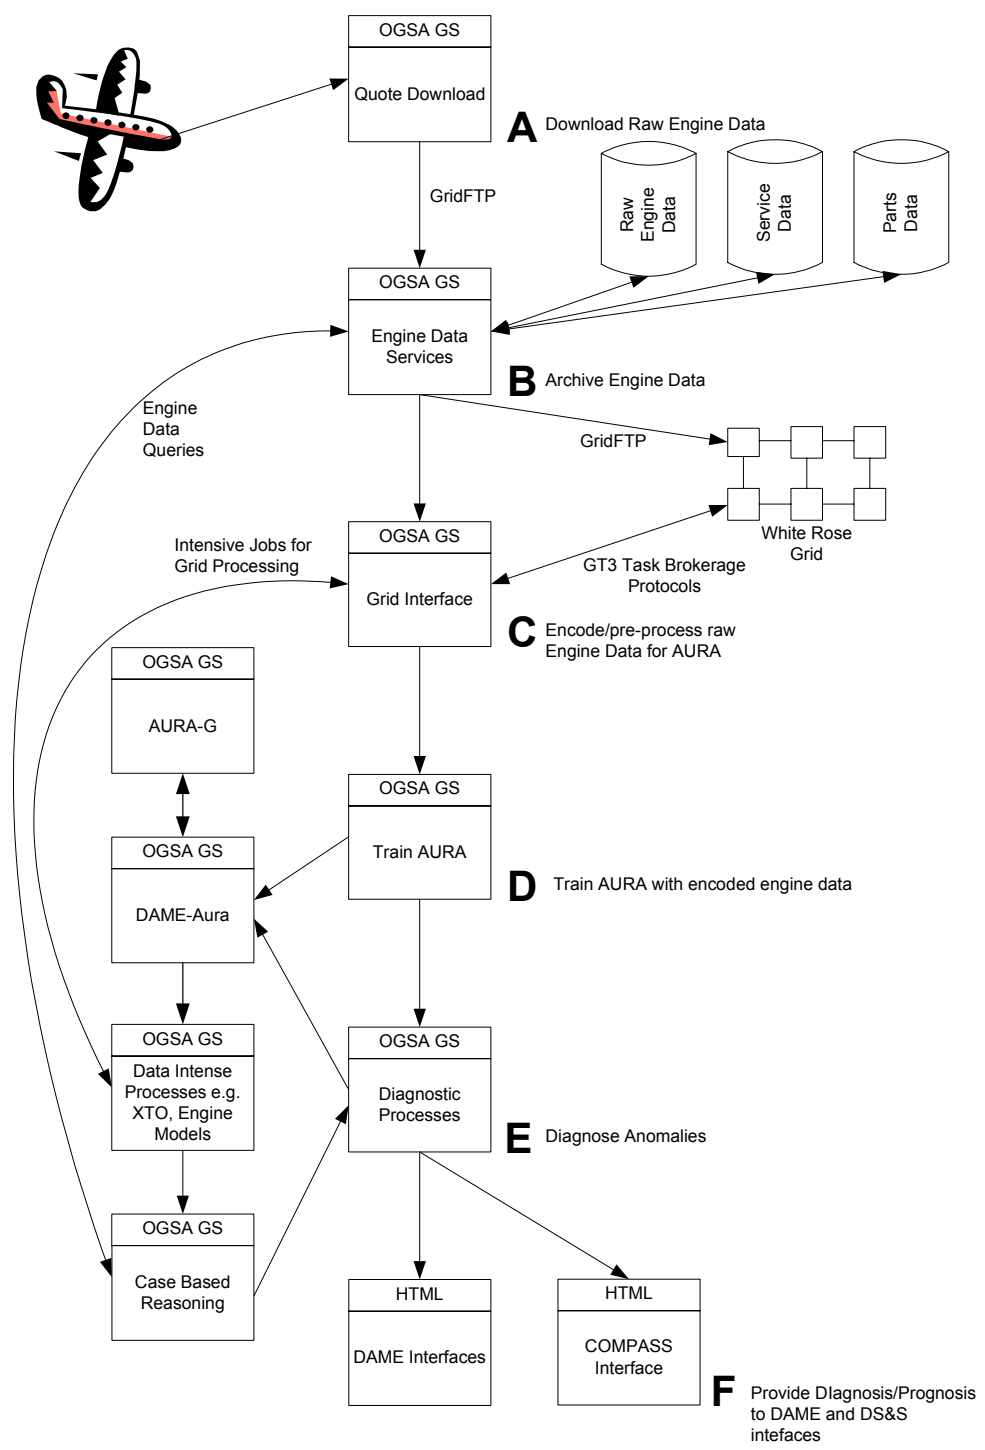 OGSA GS
Quote Download
A Download Raw Engine Data
GridFTP
Raw
Engine
Data
Service
Data
Parts
Data
OGSA GS
Engine Data
Services
B Archive Engine Data
Engine
Data
Queries
GridFTP
White Rose
Grid
OGSA GS
Grid Interface
Intensive Jobs for
Grid Processing
GT3 Task Brokerage
Protocols
C Encode/pre-process raw
Engine Data for AURA
OGSA GS
AURA-G
OGSA GS
Train AURA
D Train AURA with encoded engine data
OGSA GS
DAME-Aura
OGSA GS
Data Intense
Processes e.g.
XTO, Engine
Models
OGSA GS
Diagnostic
Processes
E Diagnose Anomalies
OGSA GS
Case Based
Reasoning
HTML
DAME Interfaces
HTML
COMPASS
Interface
F Provide DIagnosis/Prognosis
to DAME and DS&S
intefaces